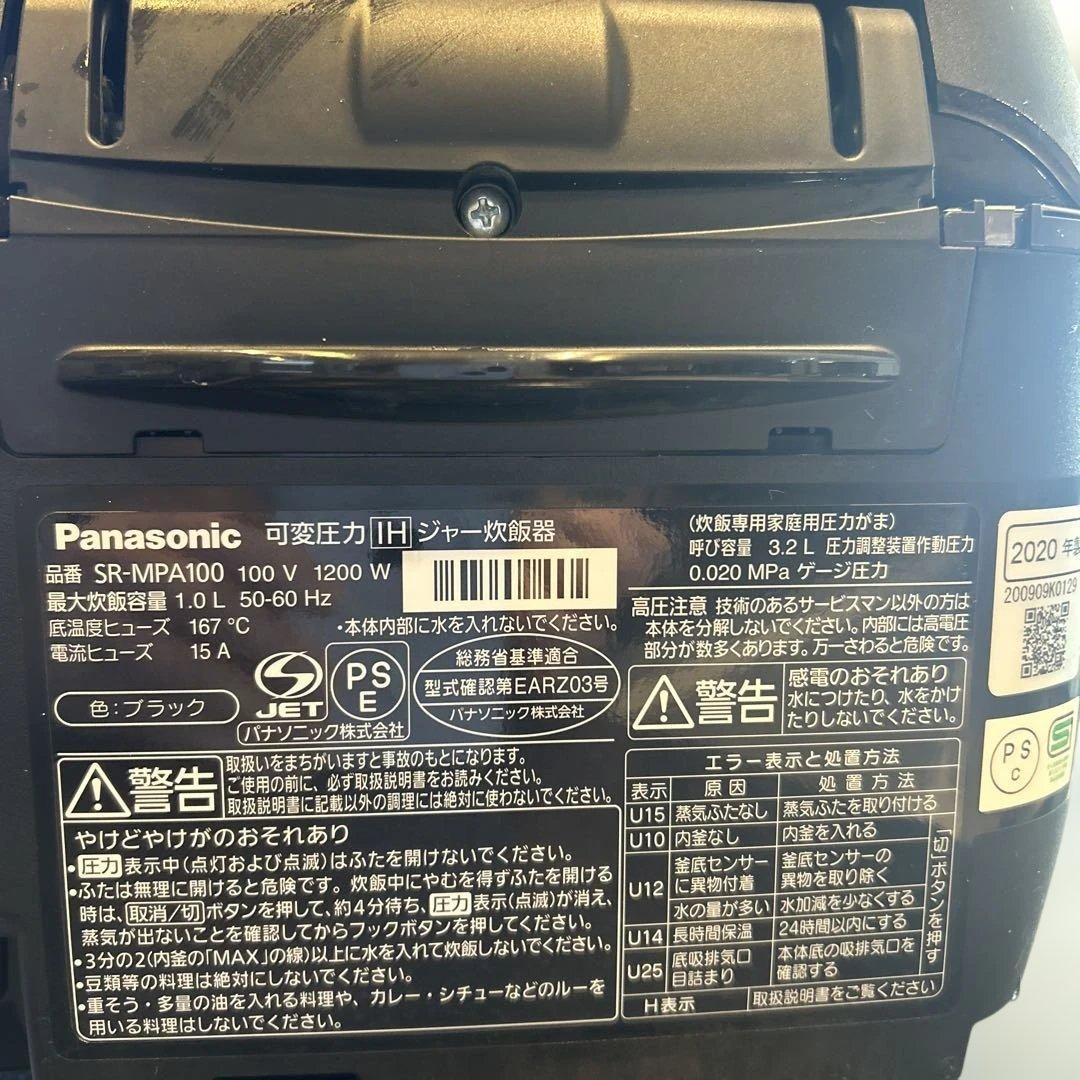 Panasonic 可変圧力 IH ジャー炊飯器
品番 SR-MPA100 100 V 1200 W
最大炊飯容量 1.0 L 50-60 Hz
底温度ヒューズ 167 ℃
電流ヒューズ 15 A
・本体内部に水を入れないでください。
色：ブラック
JET
PS
E
パナソニック株式会社
総務省基準適合
型式確認第EARZ03号
パナソニック株式会社
(炊飯専用家庭用圧力がま)
呼び容量 3.2 L 圧力調整装置作動圧力
0.020 MPa ゲージ圧力
高圧注意 技術のあるサービスマン以外の方は
本体を分解しないでください。内部には高電圧
部分が数多くあります。万一さわると危険です。
警告 感電のおそれあり
水につけたり、水をかけ
たりしないでください。
2020 年製
200909K0129
PS
C
S
警告 取扱いをまちがいますと事故のもとになります。
ご使用の前に、必ず取扱説明書をお読みください。
取扱説明書に記載以外の調理には絶対に使わないでください。
やけどやけがのおそれあり
・圧力 表示中(点灯および点滅)はふたを開けないでください。
・ふたは無理に開けると危険です。炊飯中にやむを得ずふたを開ける
時は、取消/切 ボタンを押して、約4分待ち、圧力 表示(点滅)が消え、
蒸気が出ないことを確認してからフックボタンを押してください。
・3分の2(内釜の｢MAX｣の線)以上に水を入れて炊飯しないでください。
・豆類等の料理は絶対にしないでください。
・重そう・多量の油を入れる料理や、カレー・シチューなどのルーを
用いる料理はしないでください。
エラー表示と処置方法
表示 原因 処置方法
U15 蒸気ふたなし 蒸気ふたを取り付ける
U10 内釜なし 内釜を入れる
U12 釜底センサー
に異物付着 釜底センサーの
異物を取り除く
水の量が多い 水加減を少なくする
U14 長時間保温 24時間以内にする
U25 底吸排気口
目詰まり 本体底の吸排気口を
確認する
｢切｣ボタンを押す
H表示 取扱説明書をご覧ください